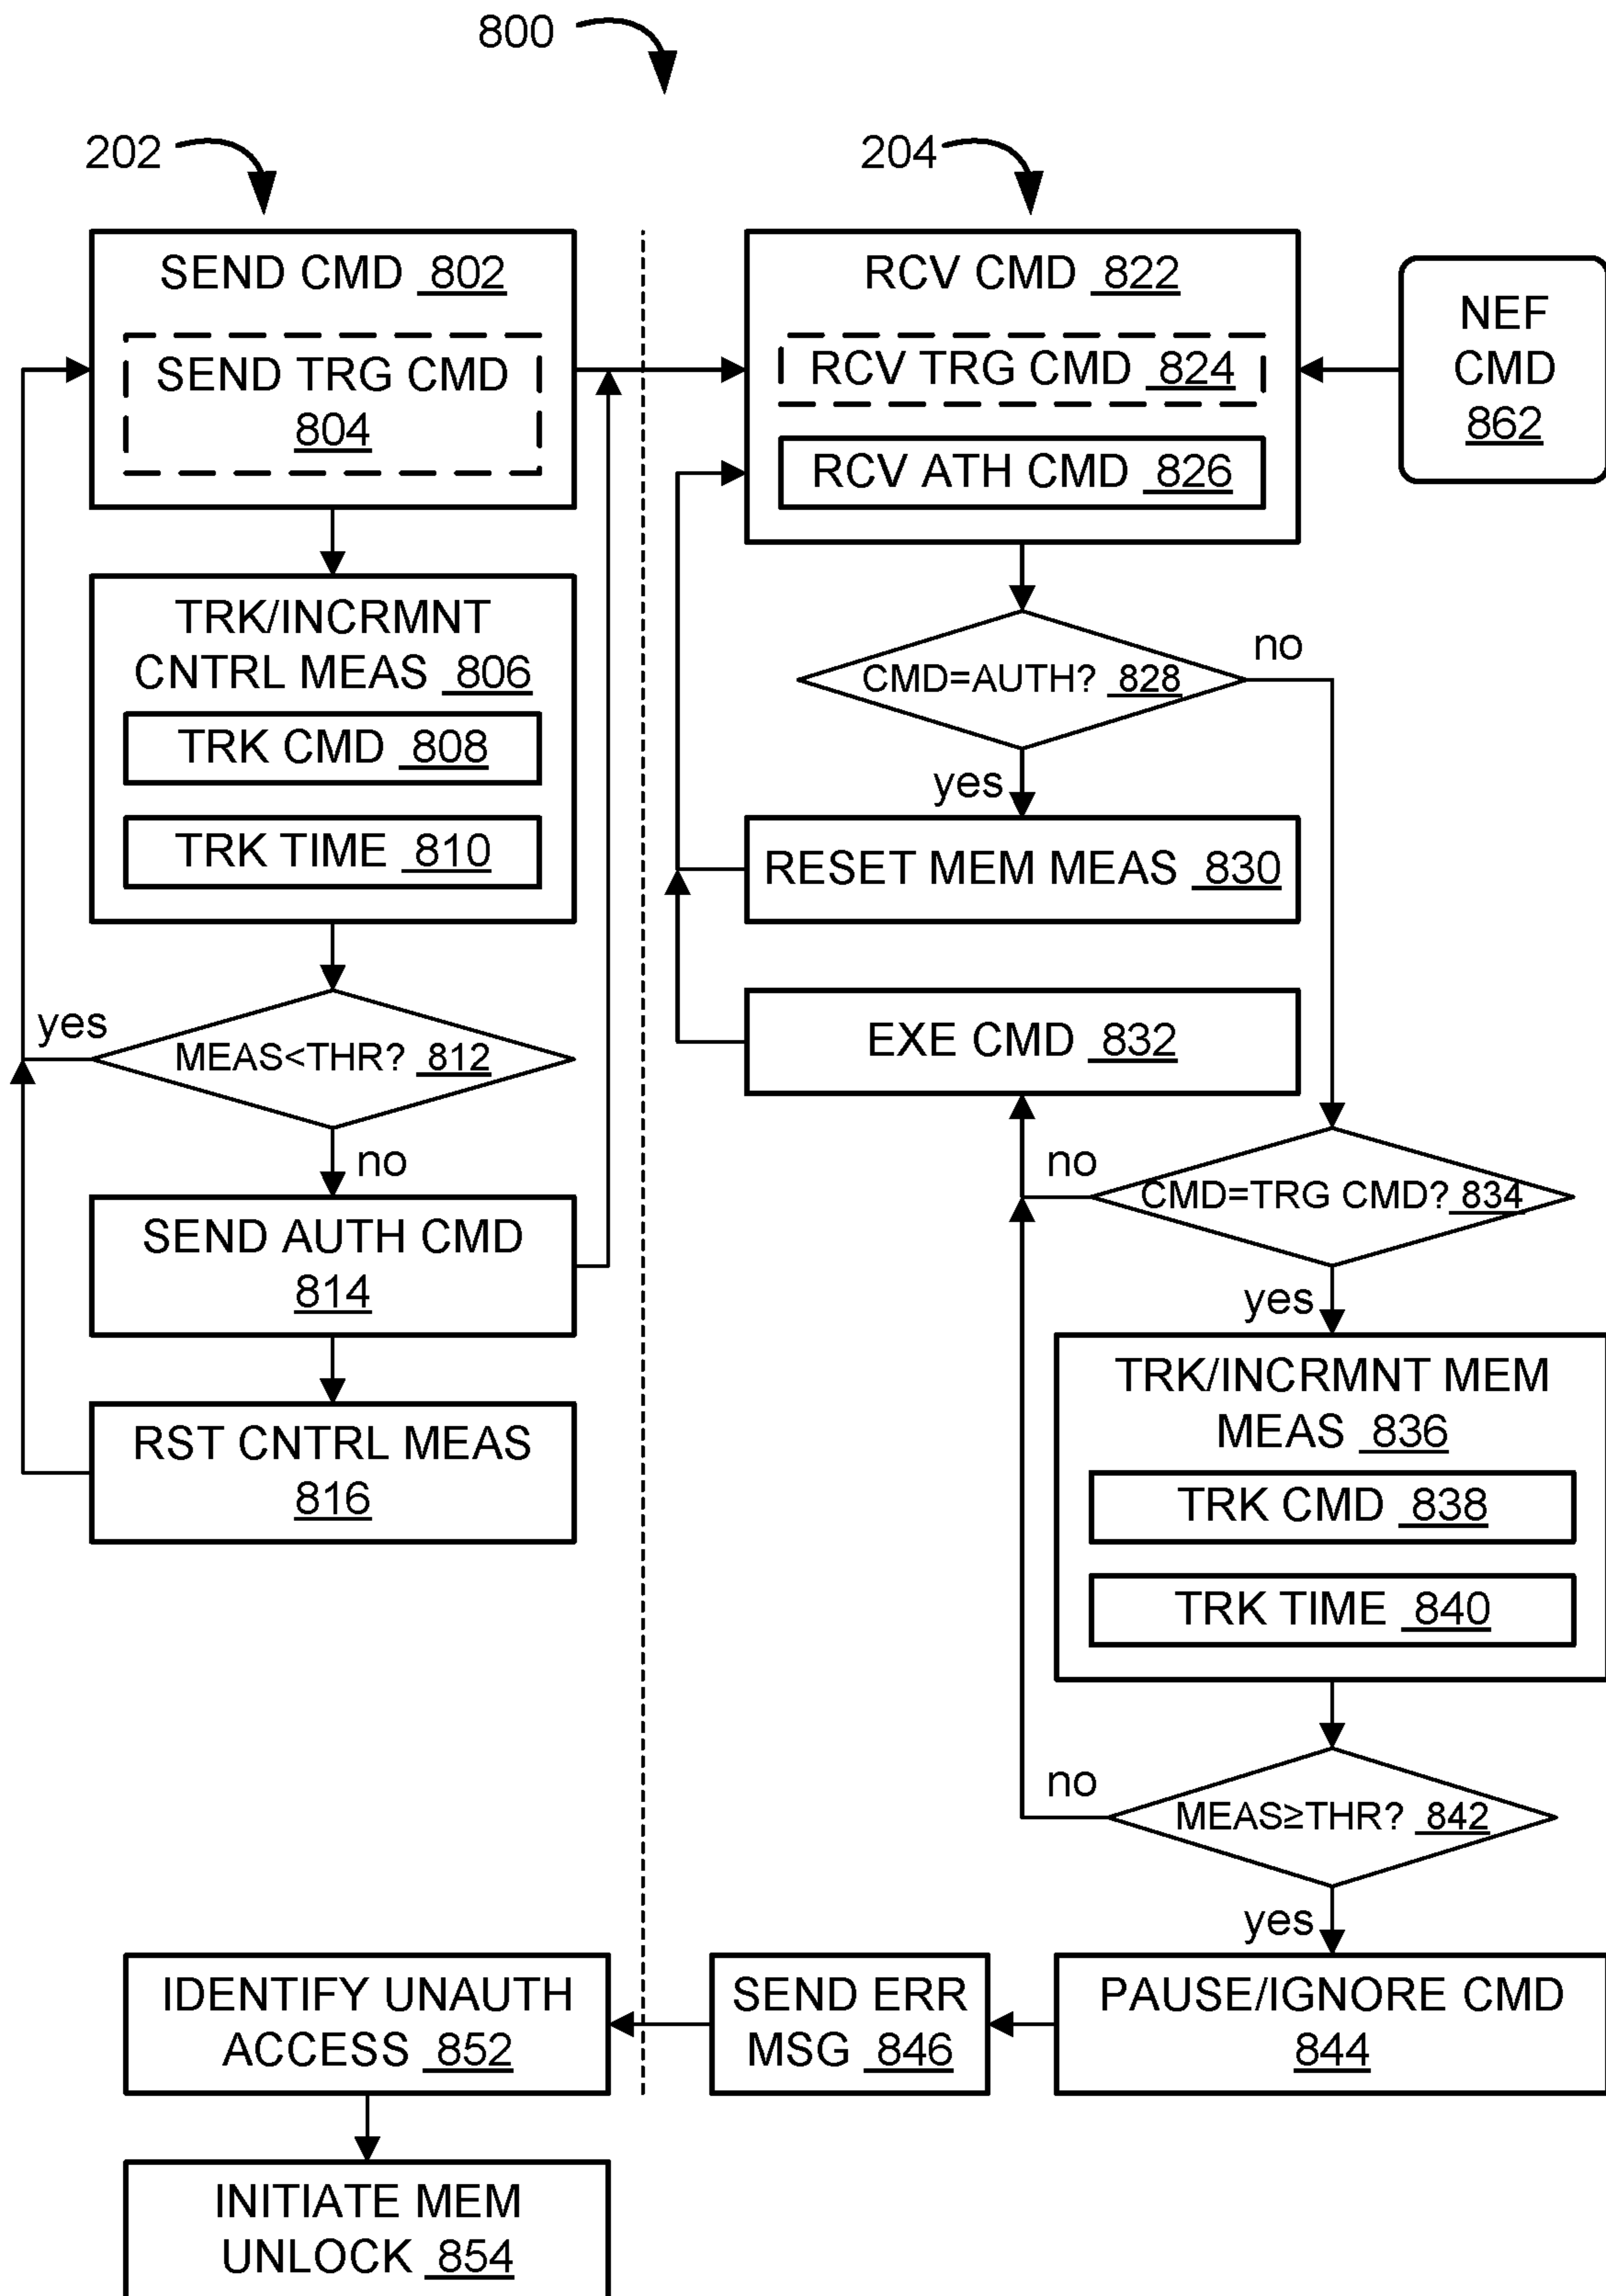 800
202
204
SEND CMD 802
SEND TRG CMD
804
TRK/INCRMNT
CNTRL MEAS 806
TRK CMD 808
TRK TIME 810
MEAS<THR? 812
yes
no
SEND AUTH CMD
814
RST CNTRL MEAS
816
RCV CMD 822
RCV TRG CMD 824
RCV ATH CMD 826
NEF
CMD
862
CMD=AUTH? 828
no
yes
RESET MEM MEAS 830
EXE CMD 832
no
CMD=TRG CMD? 834
yes
TRK/INCRMNT MEM
MEAS 836
TRK CMD 838
TRK TIME 840
no
MEAS≥THR? 842
yes
PAUSE/IGNORE CMD
844
SEND ERR
MSG 846
IDENTIFY UNAUTH
ACCESS 852
INITIATE MEM
UNLOCK 854